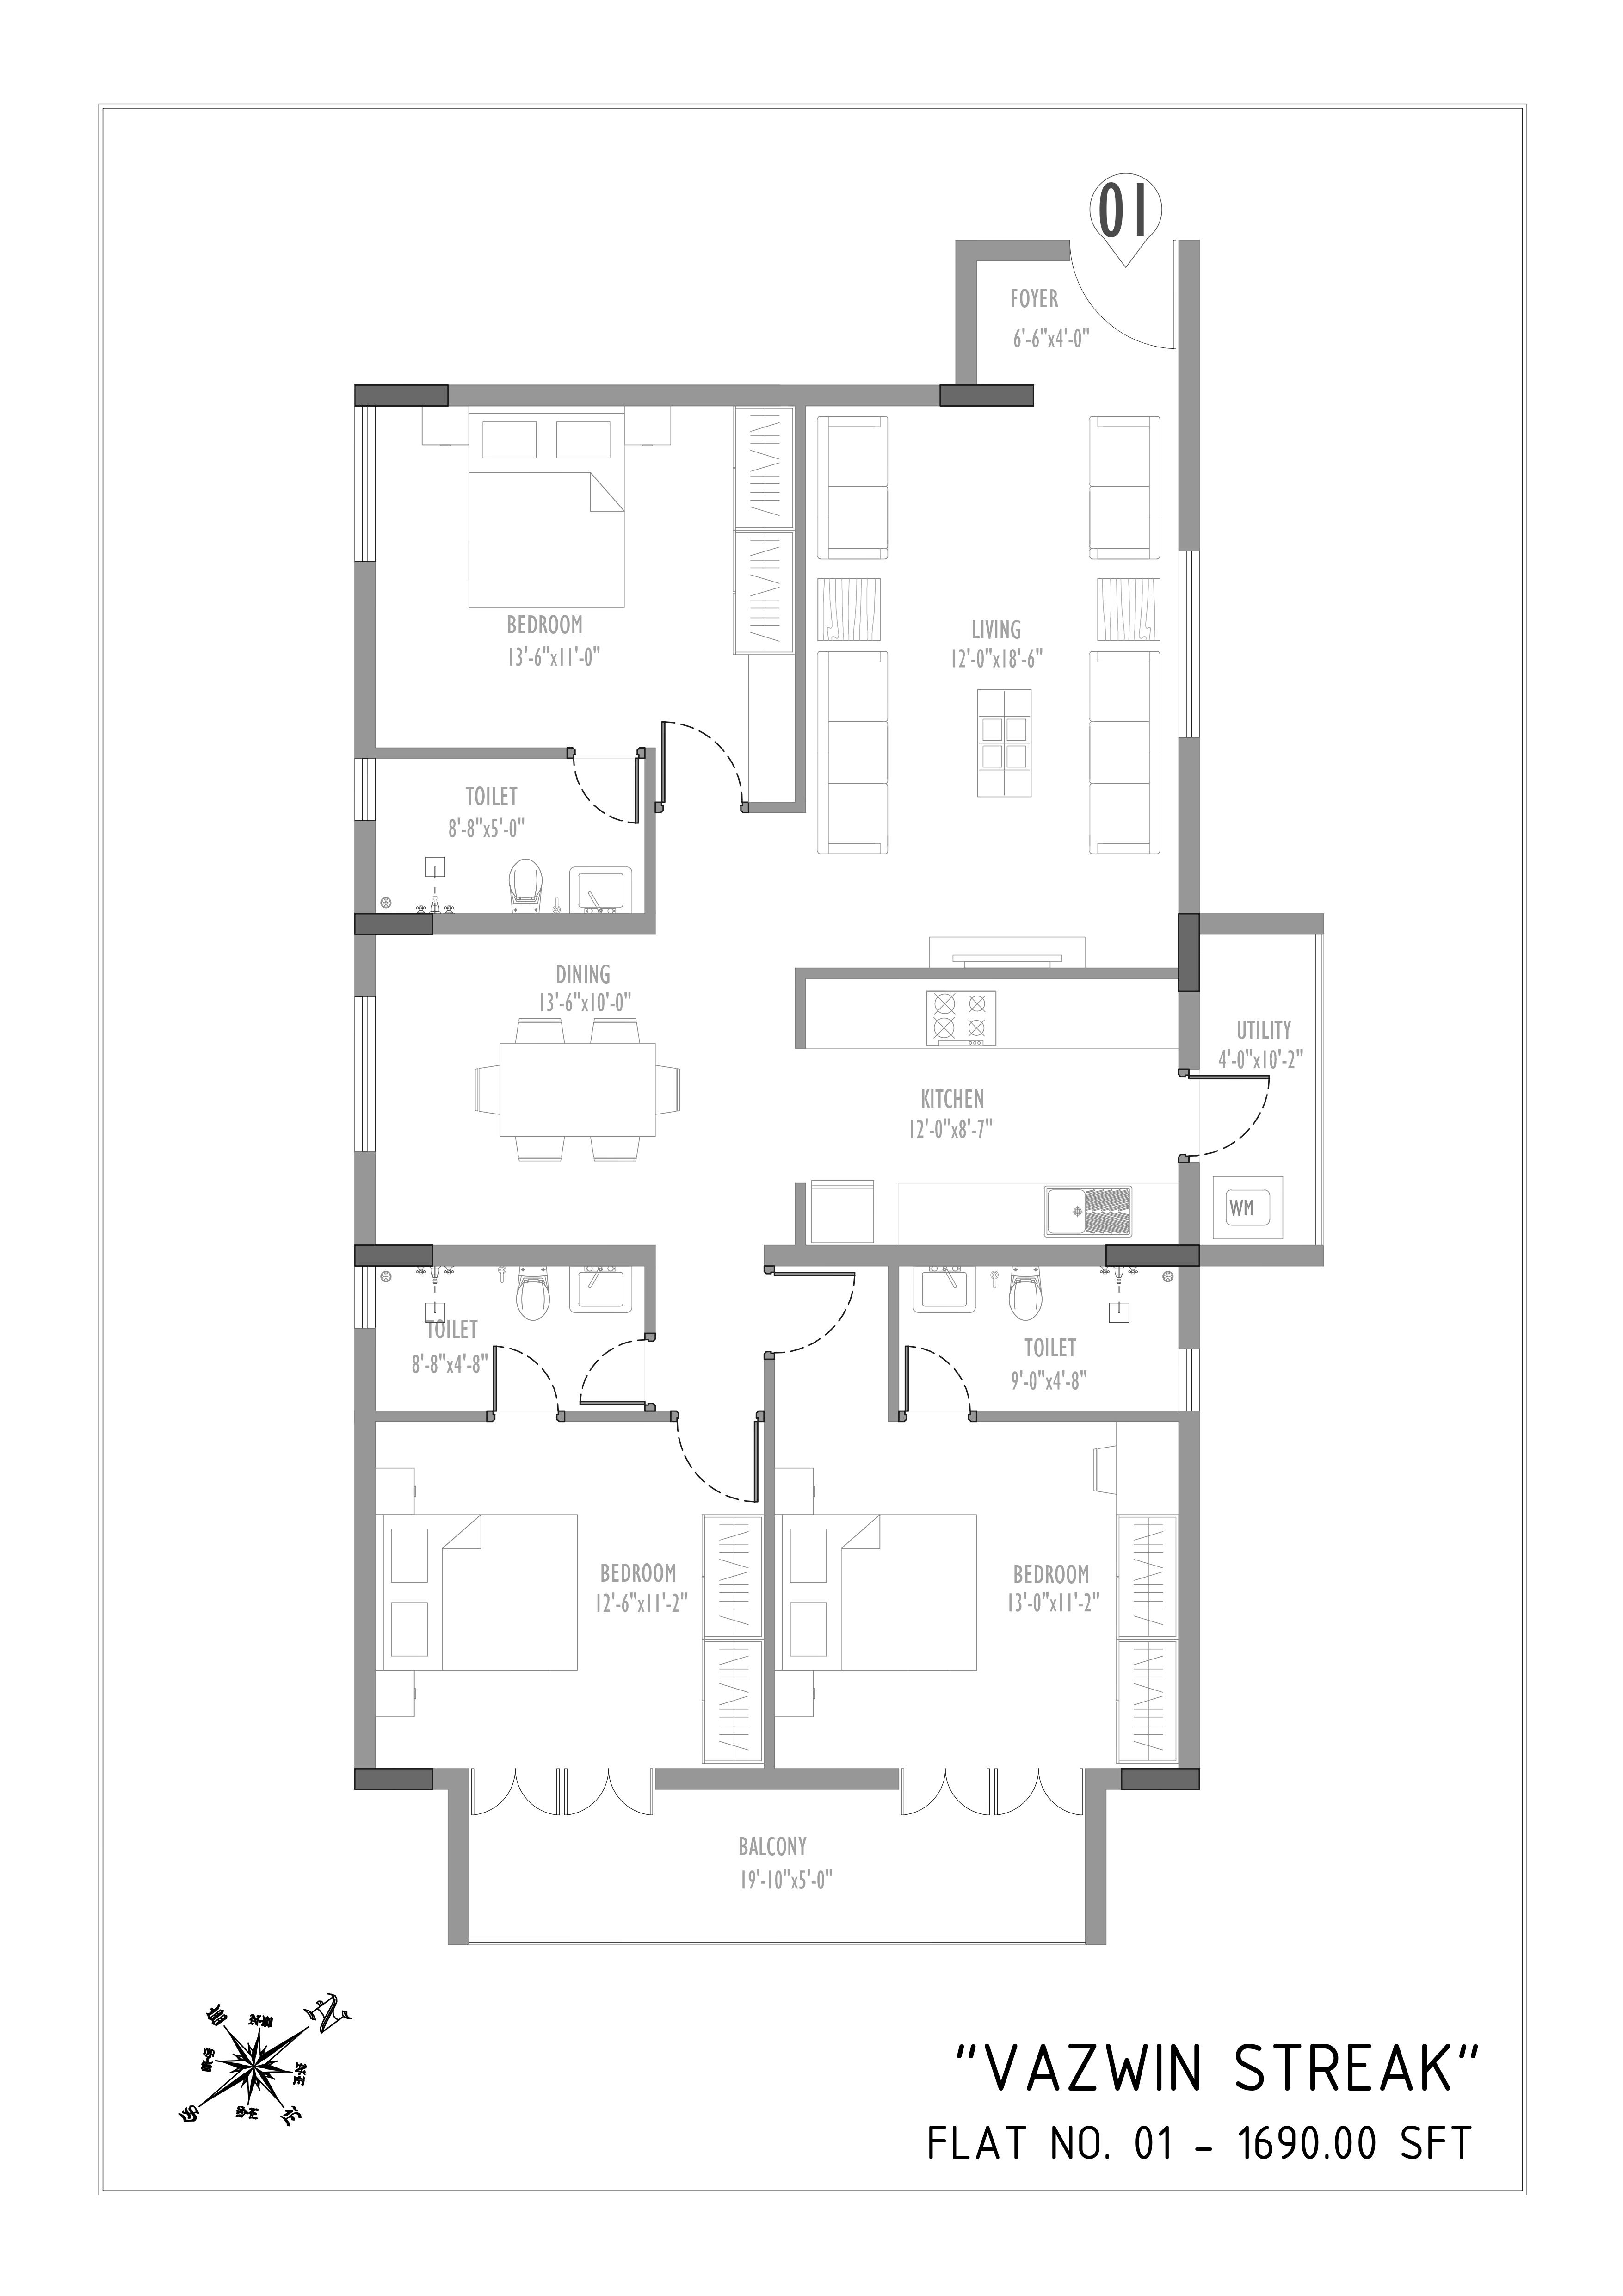 01
FOYER
6'-6"x4'-0"
BEDROOM
13'-6"x11'-0"
LIVING
12'-0"x18'-6"
TOILET
8'-8"x5'-0"
DINING
13'-6"x10'-0"
UTILITY
4'-0"x10'-2"
KITCHEN
12'-0"x8'-7"
WM
TOILET
8'-8"x4'-8"
TOILET
9'-0"x4'-8"
BEDROOM
12'-6"x11'-2"
BEDROOM
13'-0"x11'-2"
BALCONY
19'-10"x5'-0"
N
"VAZWIN STREAK"
FLAT NO. 01 - 1690.00 SFT